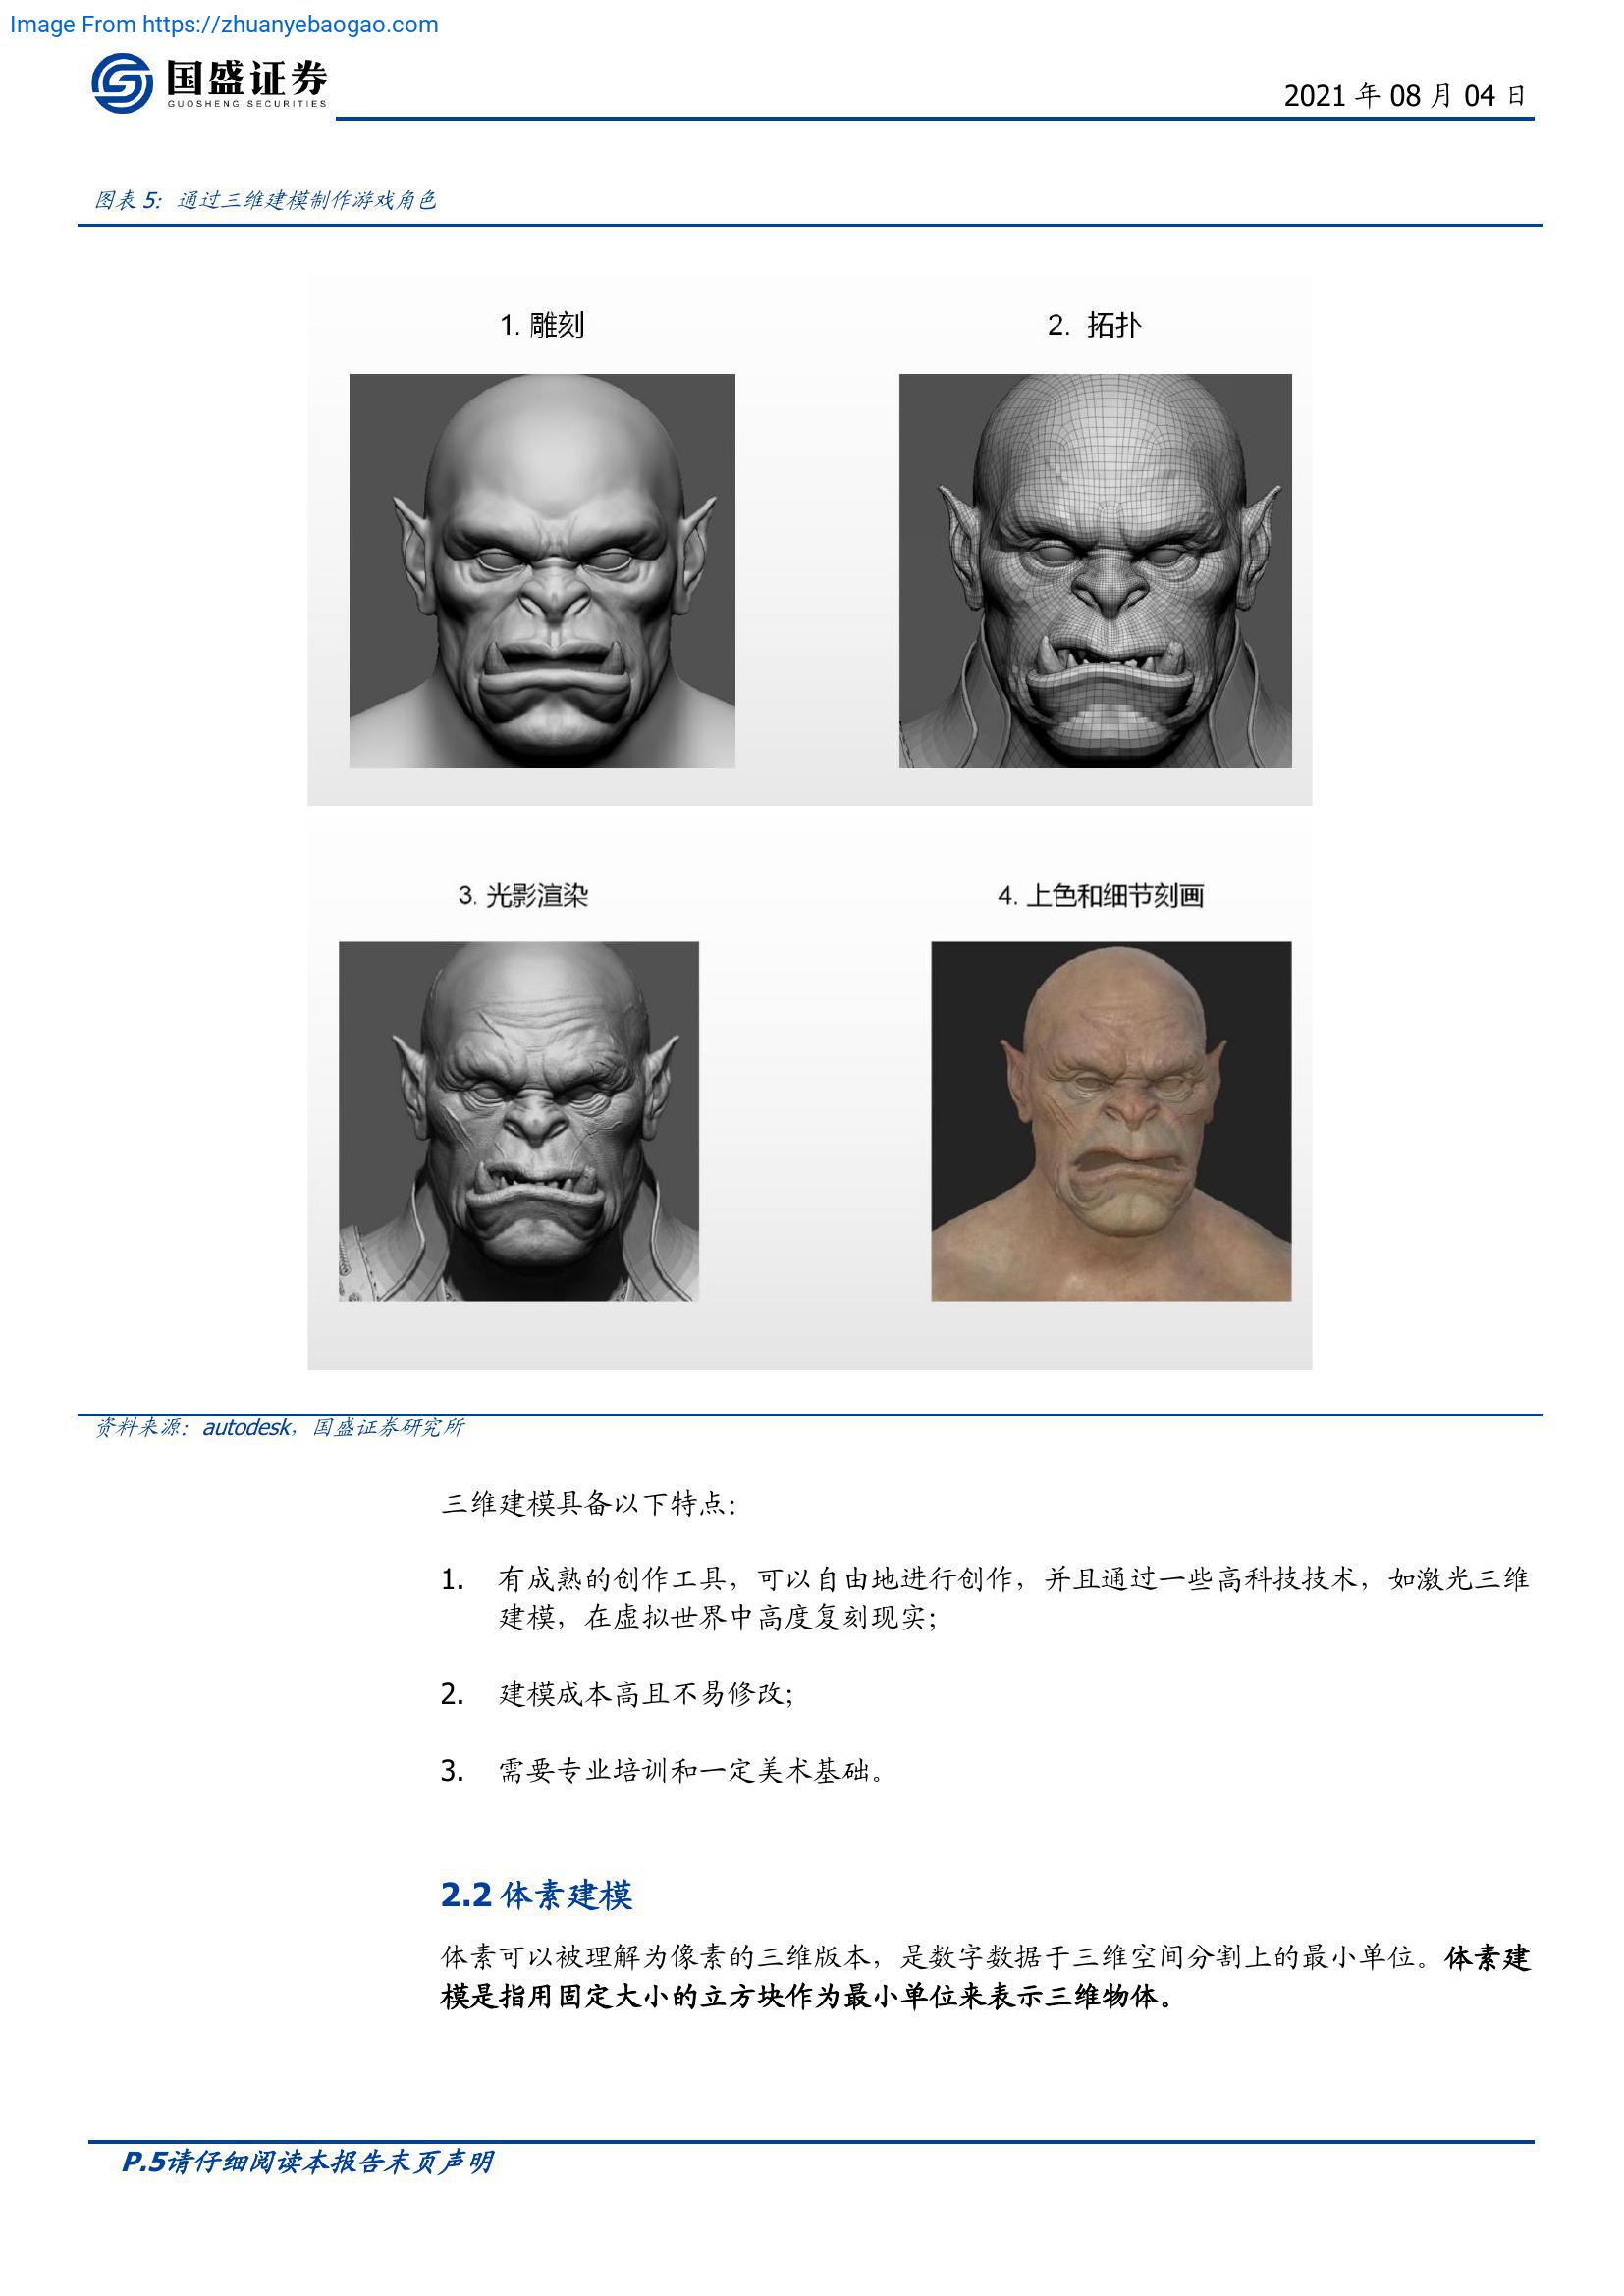 Image From https://zhuanyebaogao.com
国盛证券
GUOSHENG SECURITIES
2021 年 08 月 04 日
图表 5：通过三维建模制作游戏角色
1. 雕刻
2. 拓扑
3. 光影渲染
4. 上色和细节刻画
资料来源：autodesk，国盛证券研究所
三维建模具备以下特点：
1. 有成熟的创作工具，可以自由地进行创作，并且通过一些高科技技术，如激光三维
建模，在虚拟世界中高度复刻现实；
2. 建模成本高且不易修改；
3. 需要专业培训和一定美术基础。
2.2 体素建模
体素可以被理解为像素的三维版本，是数字数据于三维空间分割上的最小单位。体素建
模是指用固定大小的立方块作为最小单位来表示三维物体。
P.5请仔细阅读本报告末页声明